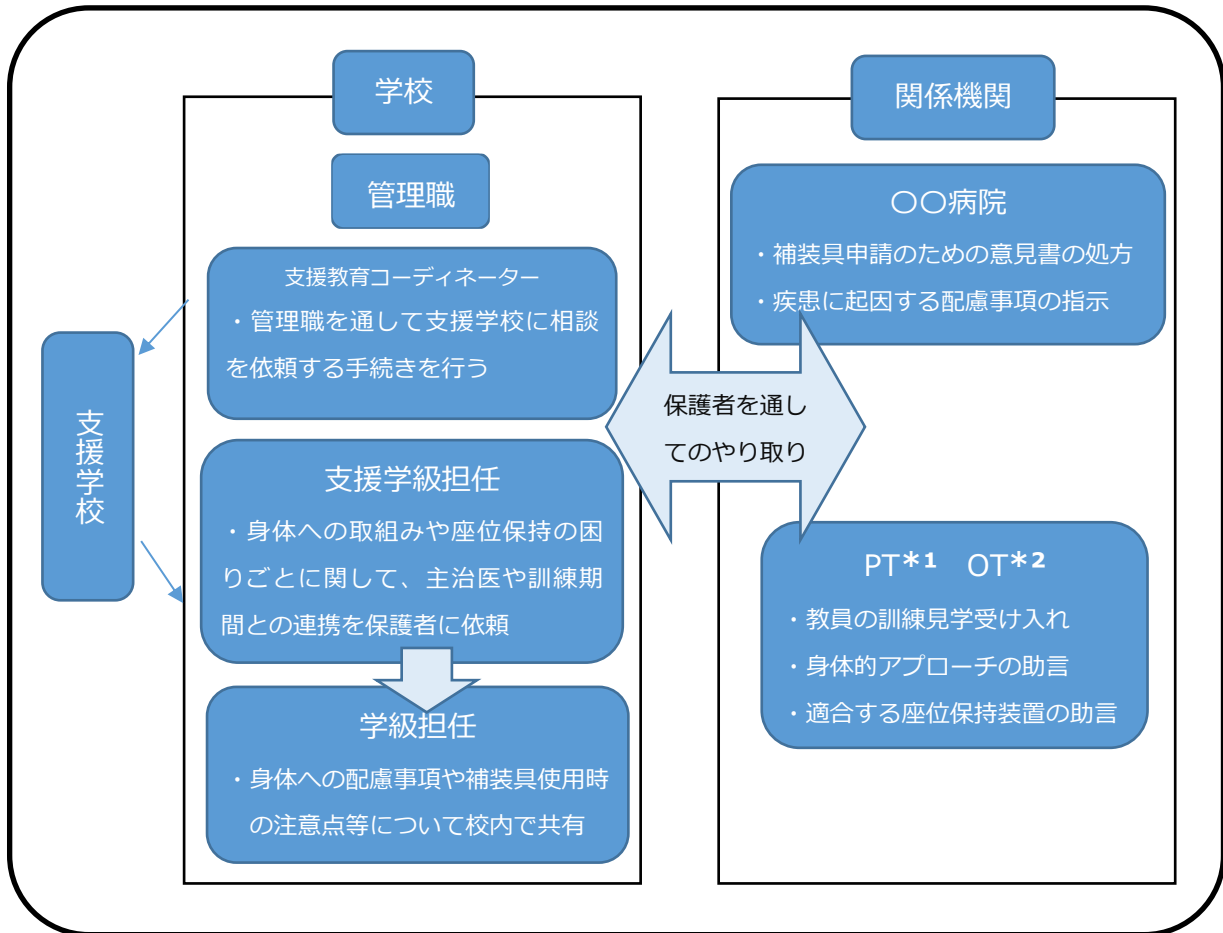 学校
管理職
支援教育コーディネーター
・管理職を通して支援学校に相談
を依頼する手続きを行う
支援学校
支援学級担任
・身体への取組みや座位保持の困
りごとに関して、主治医や訓練期
間との連携を保護者に依頼
学級担任
・身体への配慮事項や補装具使用時
の注意点等について校内で共有
保護者を通し
てのやり取り
関係機関
〇〇病院
・補装具申請のための意見書の処方
・疾患に起因する配慮事項の指示
PT*1 OT*2
・教員の訓練見学受け入れ
・身体的アプローチの助言
・適合する座位保持装置の助言